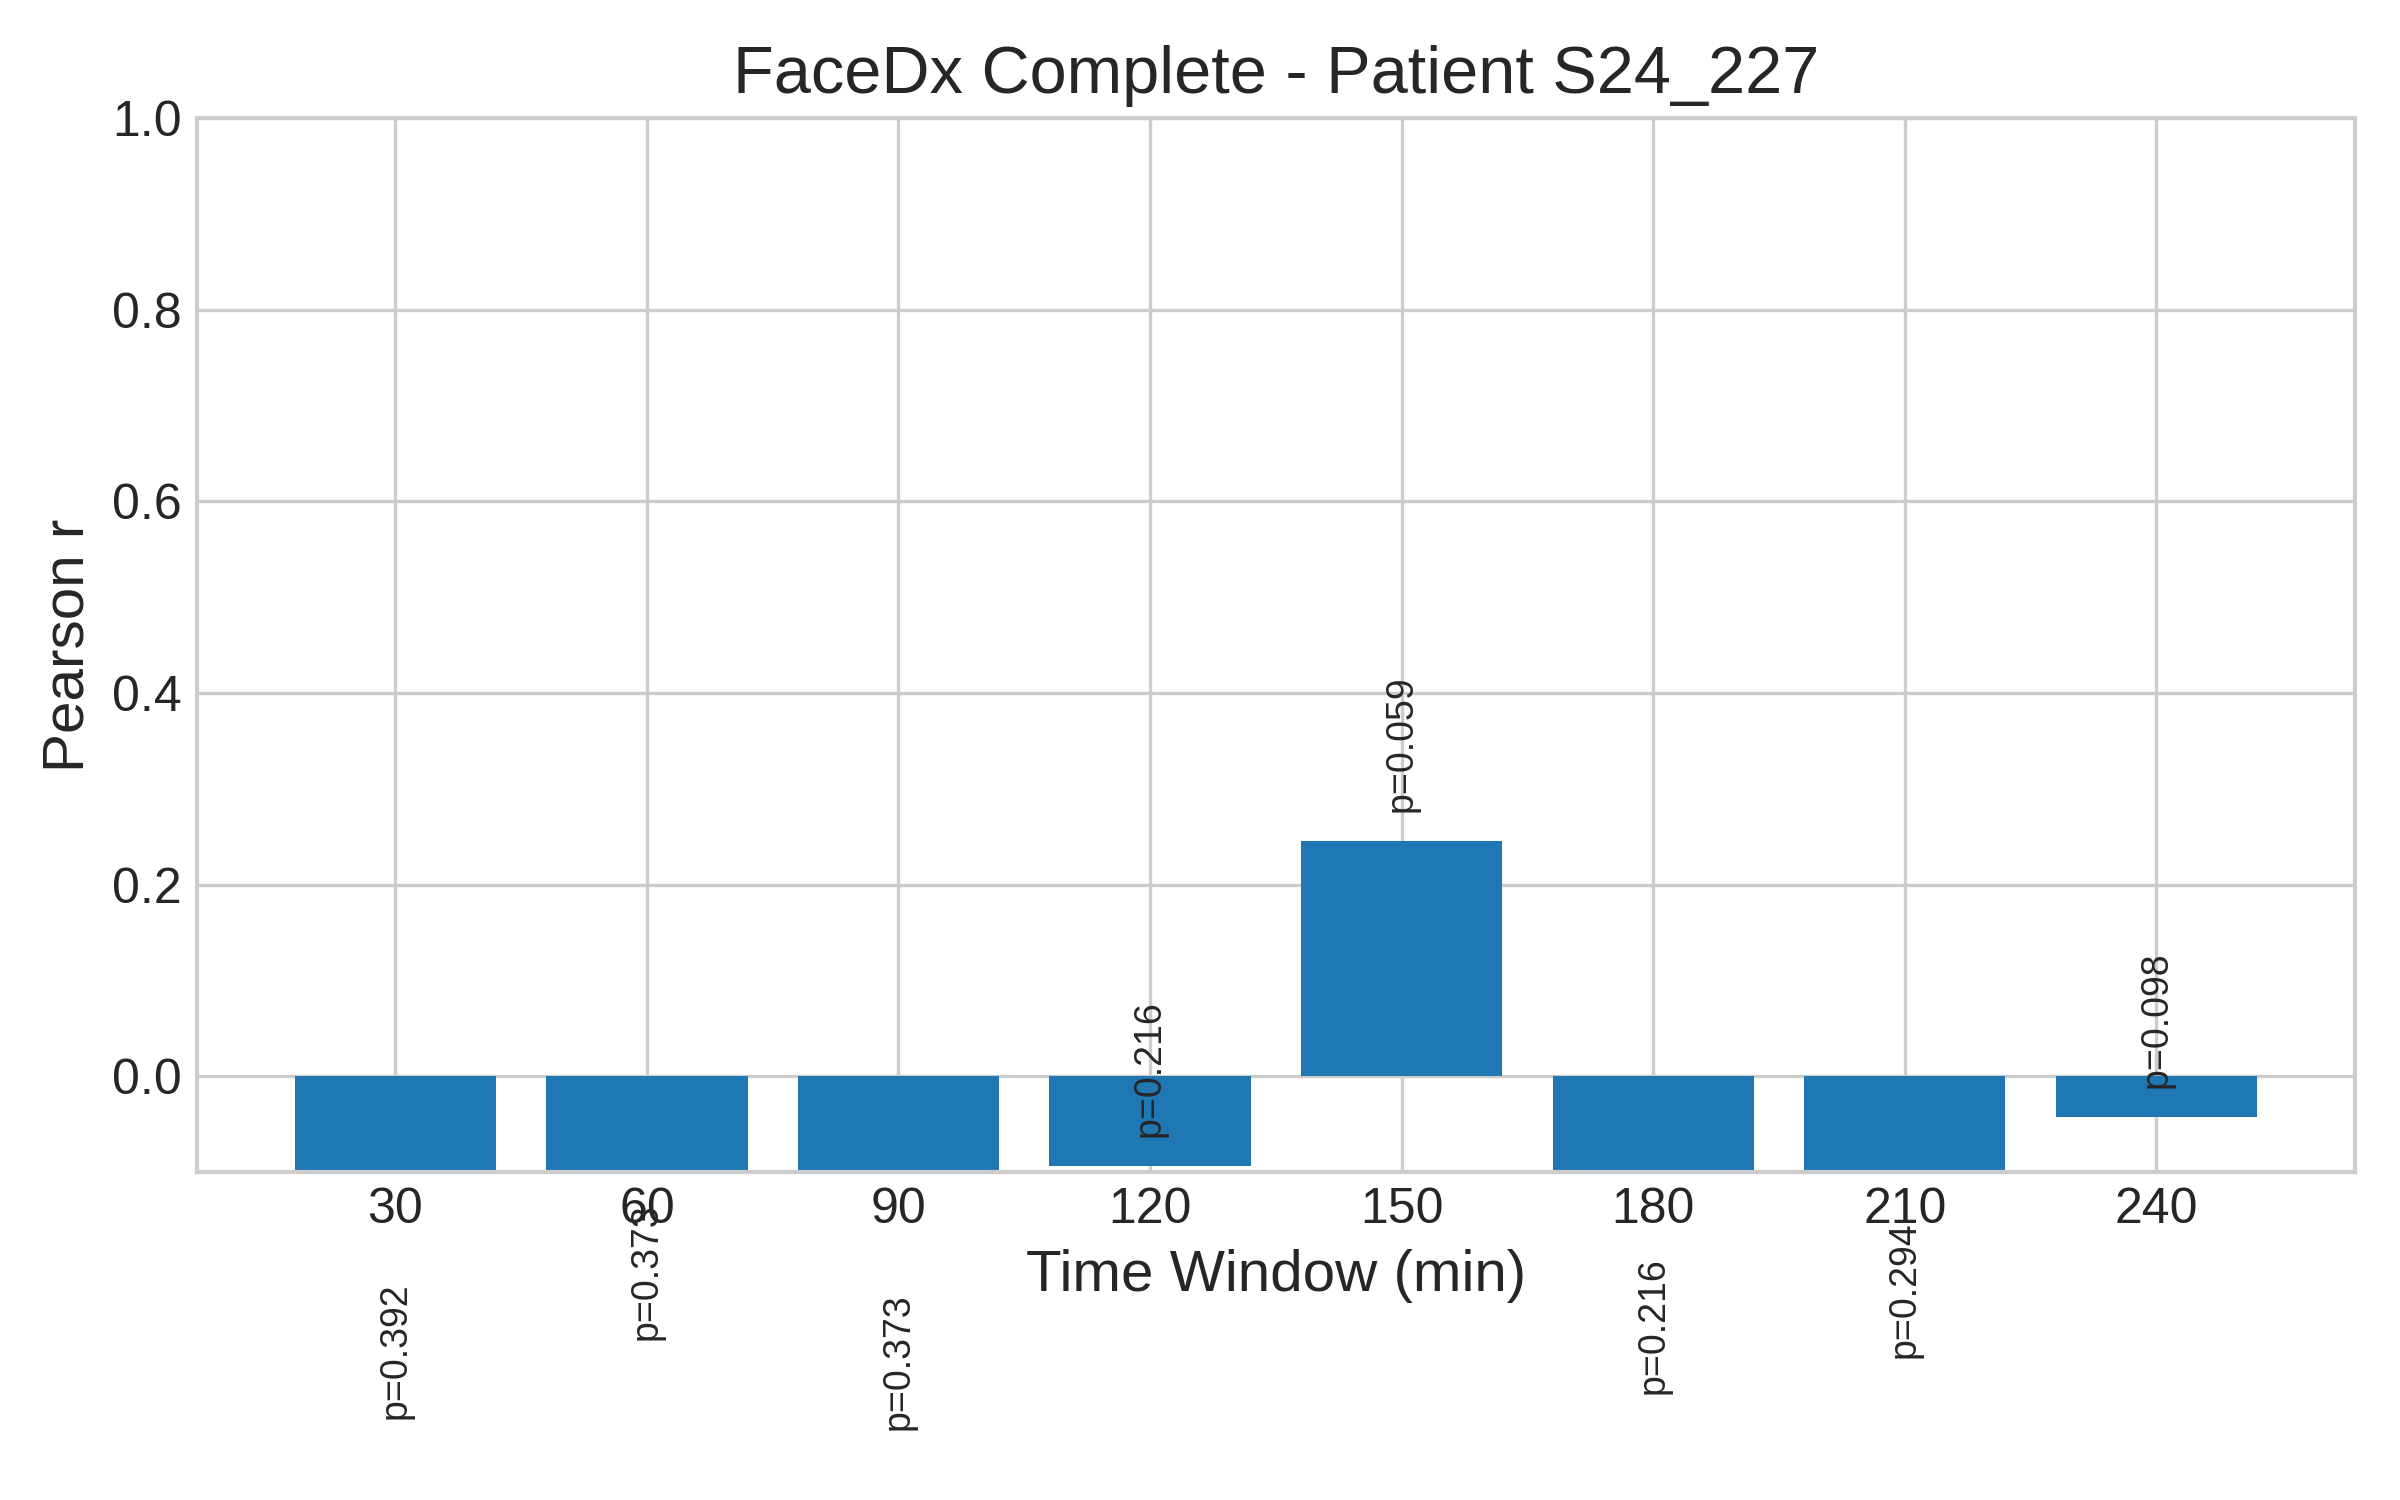 FaceDx Complete - Patient S24_227
Pearson r
1.0
0.8
0.6
0.4
0.2
0.0
p=0.392
p=0.373
p=0.373
p=0.216
p=0.059
p=0.216
p=0.294
p=0.098
30 60 90 120 150 180 210 240
Time Window (min)